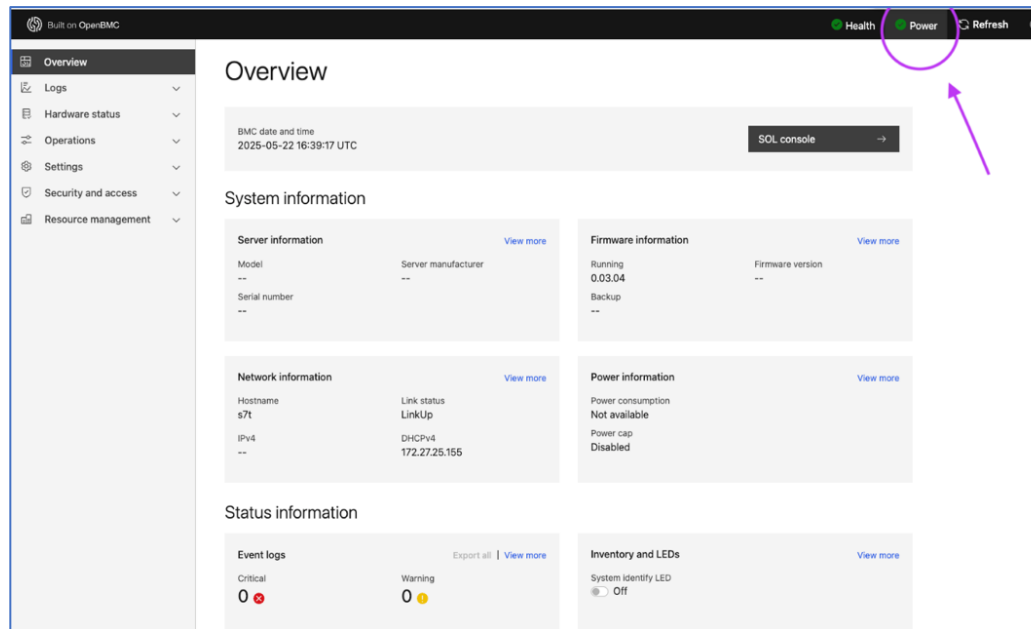 Built on OpenBMC
Health
Power
Refresh
Overview
Logs
Hardware status
Operations
Settings
Security and access
Resource management
Overview
BMC date and time
2025-05-22 16:39:17 UTC
SOL console
System information
Server information
View more
Model
--
Server manufacturer
--
Serial number
--
Firmware information
View more
Running
0.03.04
Firmware version
--
Backup
--
Network information
View more
Hostname
s7t
Link status
LinkUp
IPv4
--
DHCPv4
172.27.25.155
Power information
View more
Power consumption
Not available
Power cap
Disabled
Status information
Event logs
Export all | View more
Critical
0
Warning
0
Inventory and LEDs
View more
System identify LED
Off